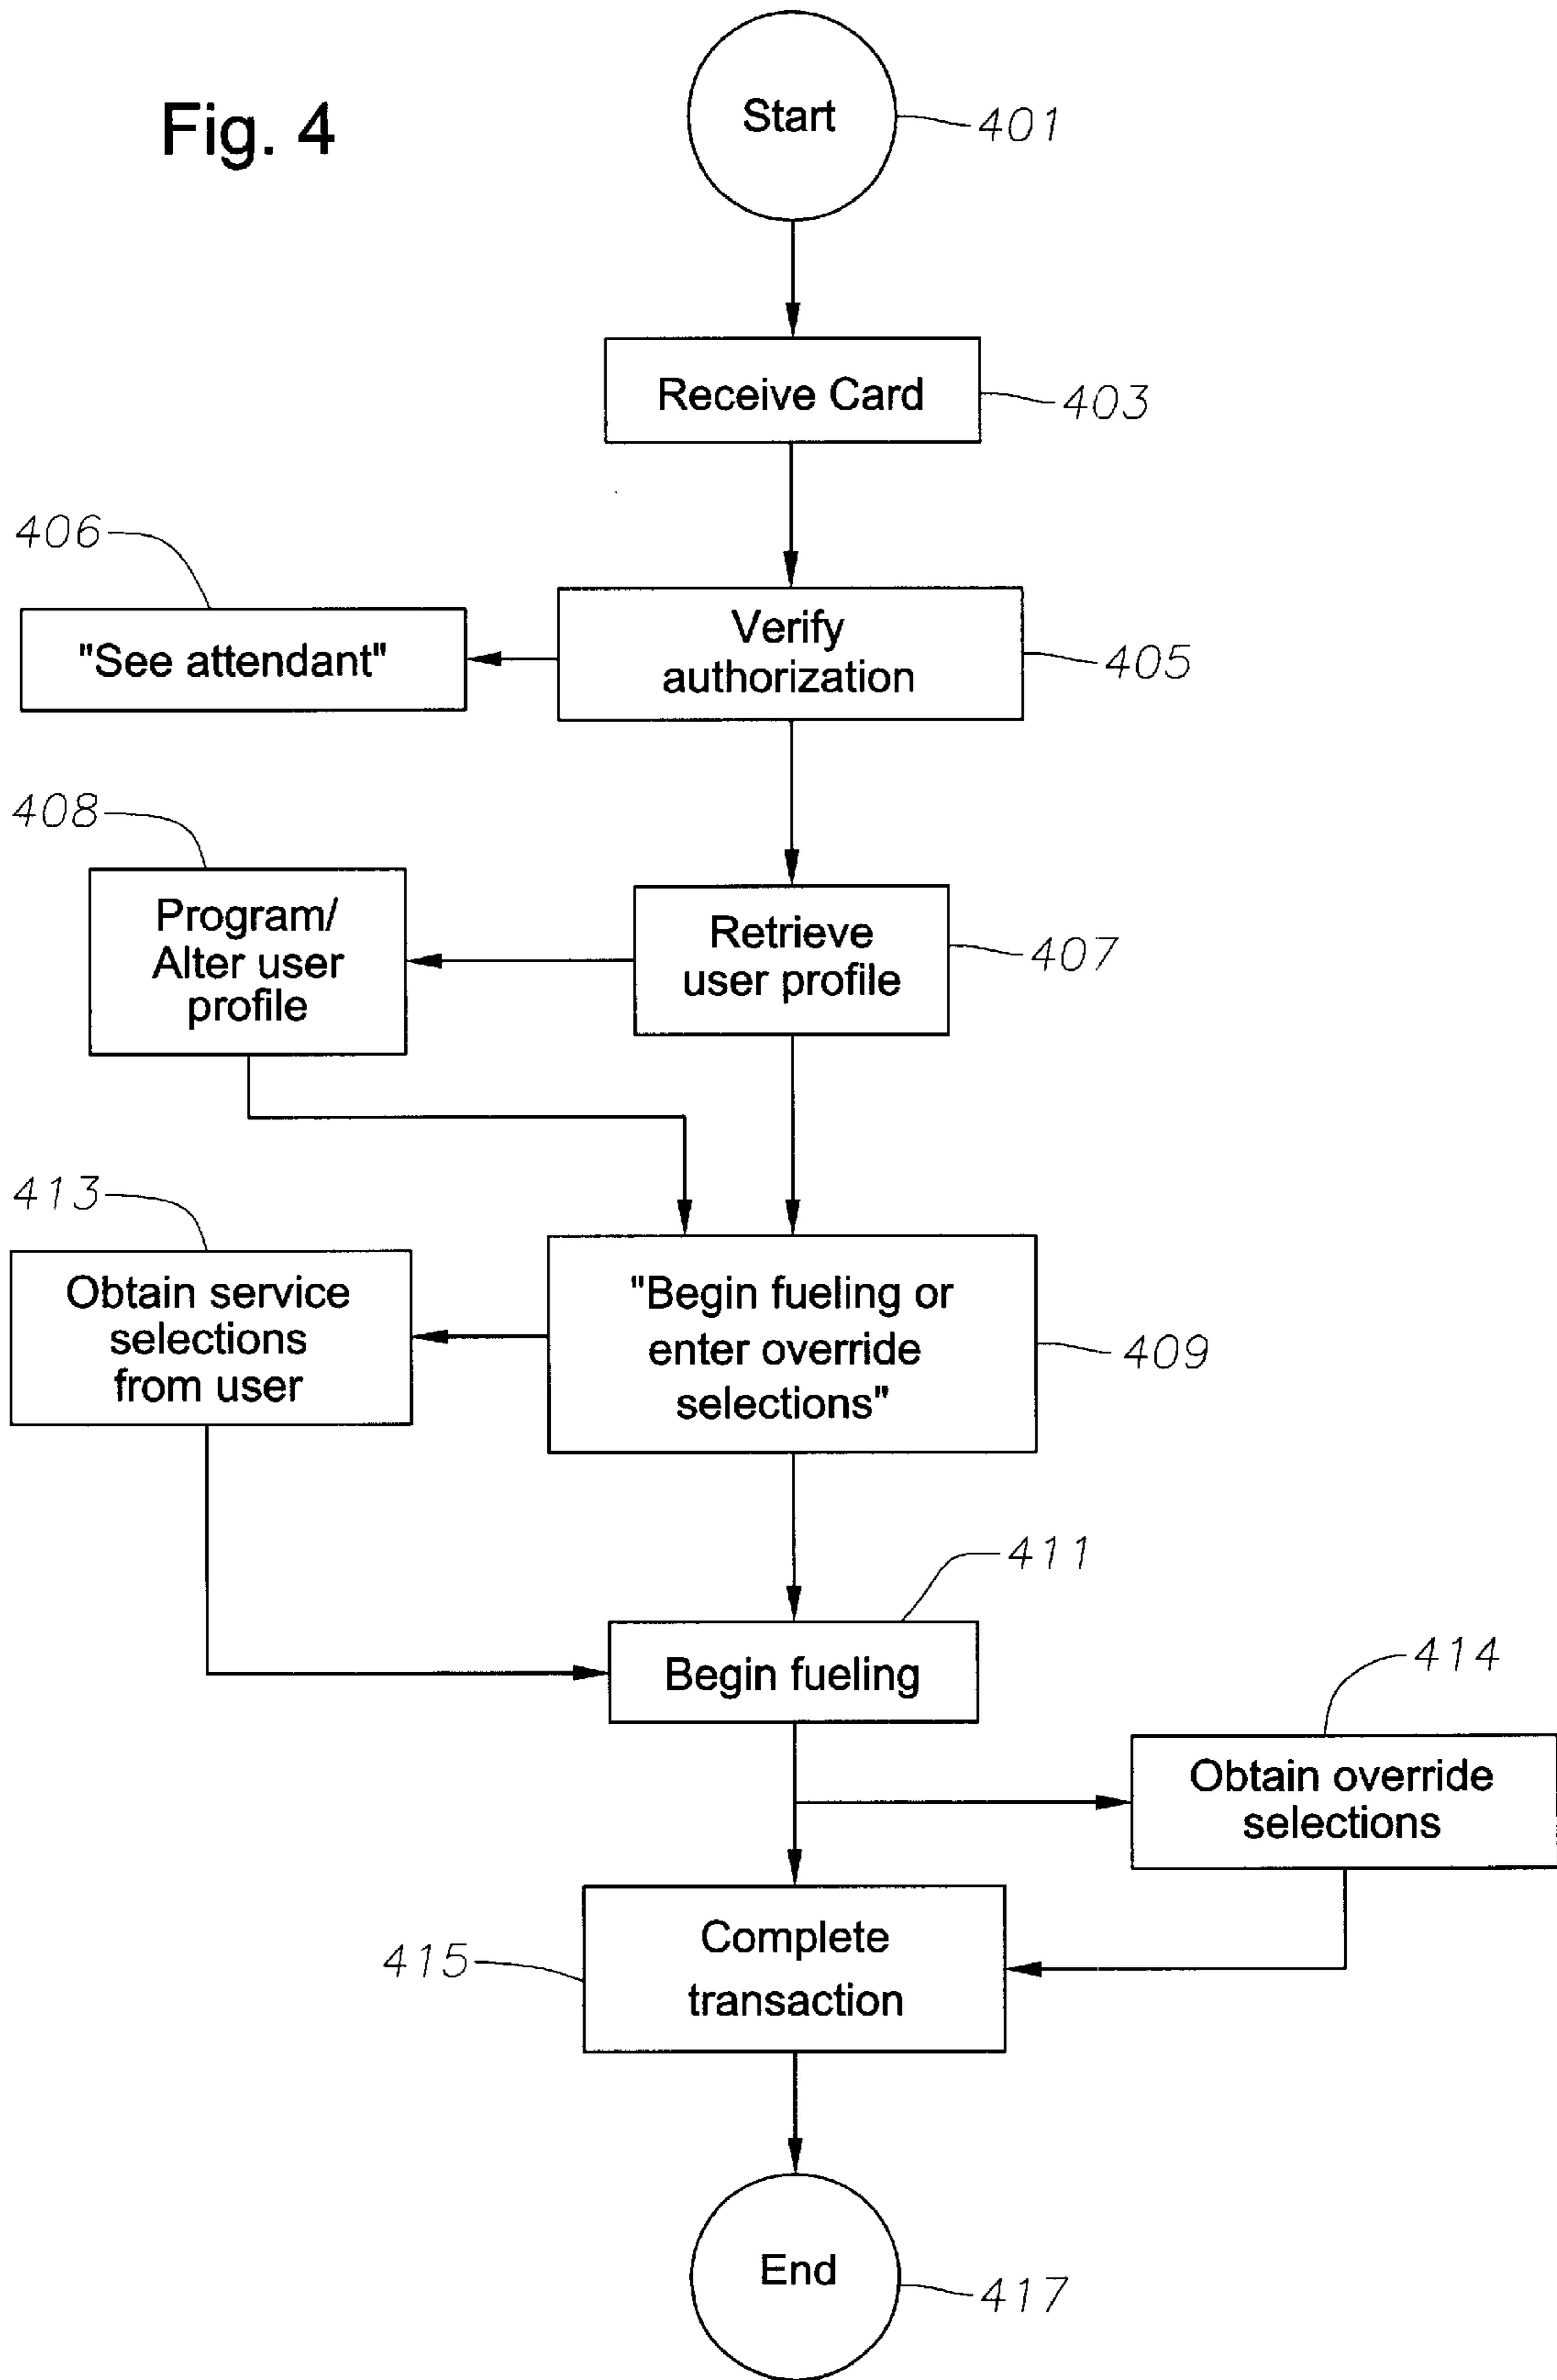 Fig. 4
Start
401
Receive Card
403
406
"See attendant"
Verify
authorization
405
408
Program/
Alter user
profile
Retrieve
user profile
407
413
Obtain service
selections
from user
"Begin fueling or
enter override
selections"
409
411
Begin fueling
414
Obtain override
selections
Complete
transaction
415
End
417